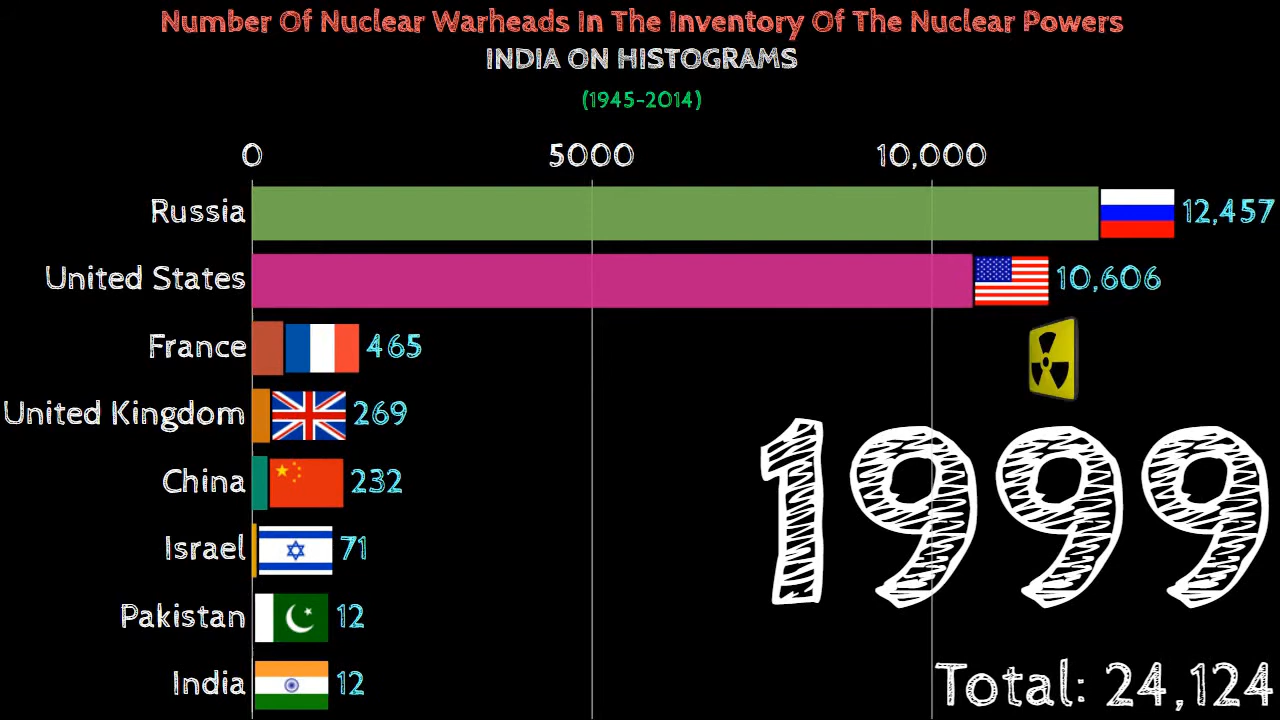 Number Of Nuclear Warheads In The Inventory Of The Nuclear Powers
INDIA ON HISTOGRAMS
(1945-2014)
0 5000 10,000
Russia 12,457
United States 10,606
France 465
United Kingdom 269
China 232
Israel 71
Pakistan 12
India 12
1999
Total: 24,124